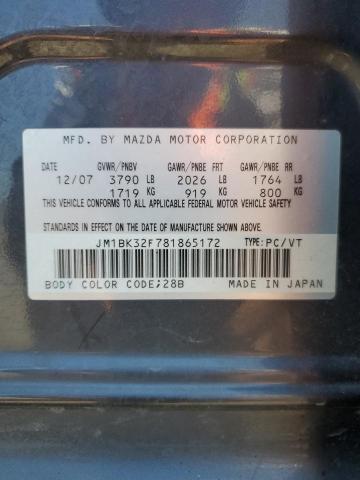 MFD. BY MAZDA MOTOR CORPORATION
DATE GVWR/PNBV GAWR/PNBE FRT GAWR/PNBE RR
12/07 3790 LB 2026 LB 1764 LB
1719 KG 919 KG 800 KG
THIS VEHICLE CONFORMS TO ALL APPLICABLE FEDERAL MOTOR VEHICLE SAFETY
STANDARDS IN EFFECT ON THE DATE OF MANUFACTURE SHOWN ABOVE.
JM1BK32F781865172 TYPE:PC/VT
BODY COLOR CODE;28B MADE IN JAPAN